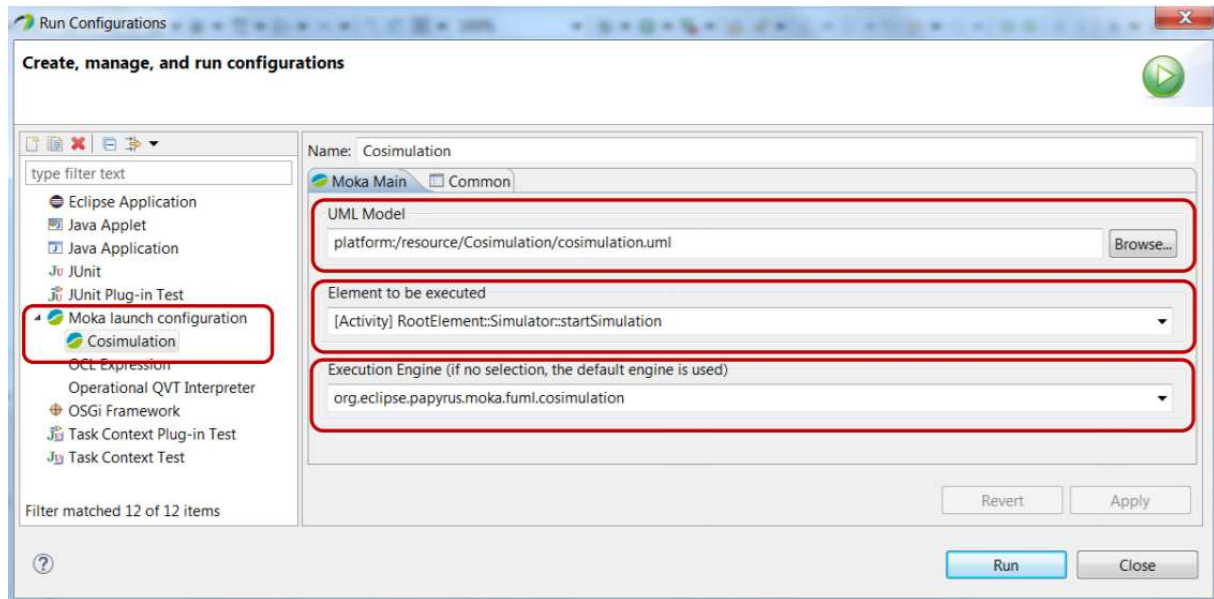 Run Configurations
Create, manage, and run configurations
type filter text
Eclipse Application
Java Applet
Java Application
JUnit
JUnit Plug-in Test
Moka launch configuration
Cosimulation
OCL Expression
Operational QVT Interpreter
OSGi Framework
Task Context Plug-in Test
Task Context Test
Filter matched 12 of 12 items
Name: Cosimulation
Moka Main Common
UML Model
platform:/resource/Cosimulation/cosimulation.uml Browse...
Element to be executed
[Activity] RootElement::Simulator::startSimulation
Execution Engine (if no selection, the default engine is used)
org.eclipse.papyrus.moka.fuml.cosimulation
Revert Apply
Run Close